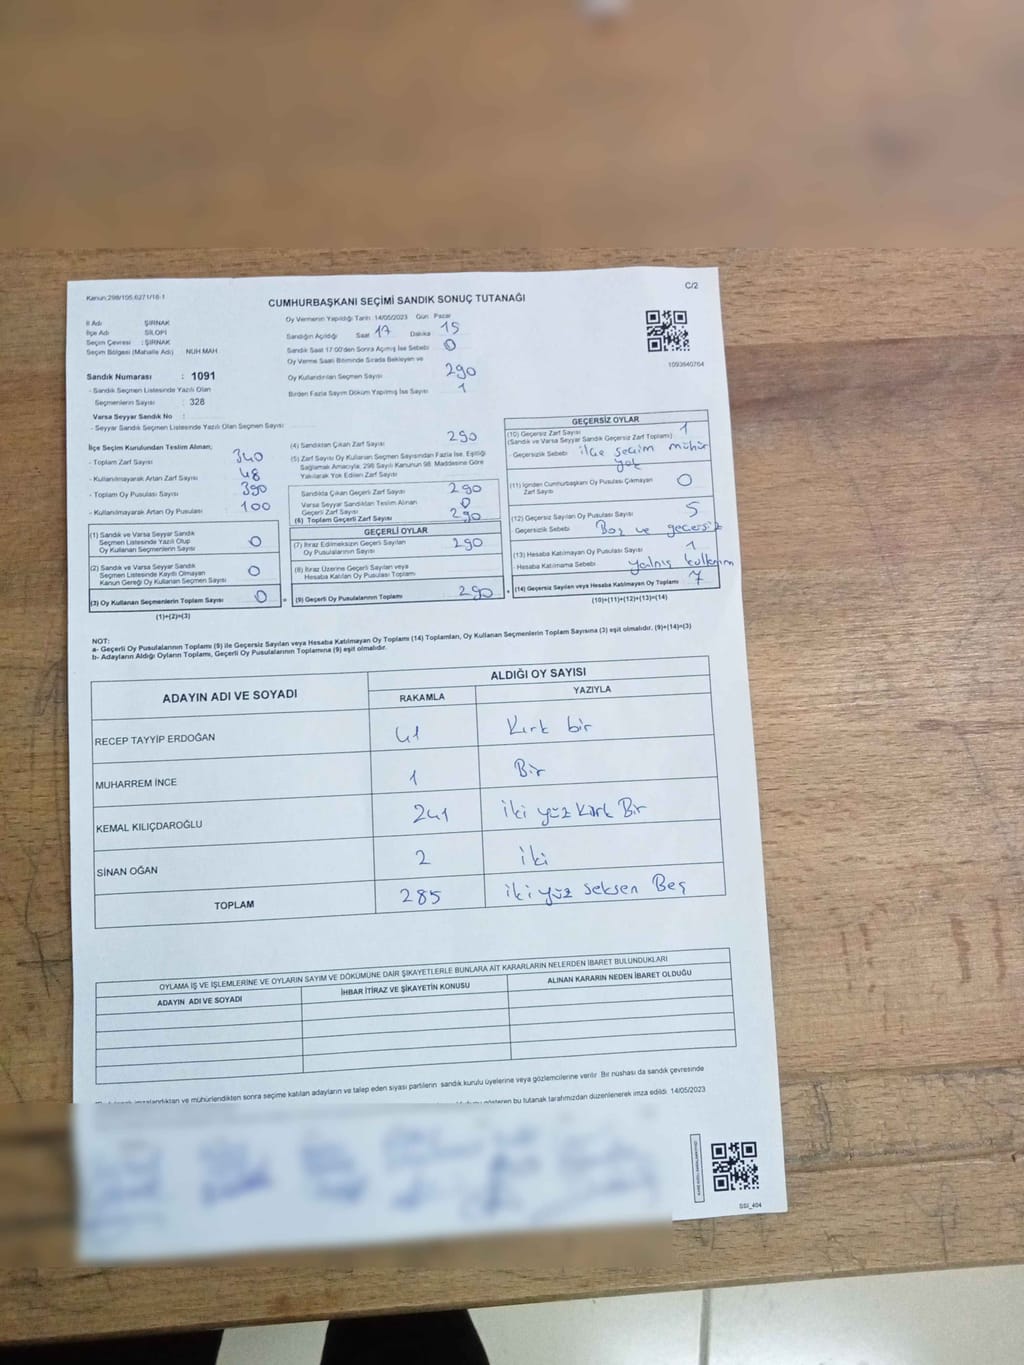 Kanun:298/105,6271/16-1
C/2
CUMHURBAŞKANI SEÇİMİ SANDIK SONUÇ TUTANAĞI
İl Adı ŞIRNAK
İlçe Adı SİLOPİ
Seçim Çevresi : ŞIRNAK
Seçim Bölgesi (Mahalle Adı) NUH MAH
Oy Vermenin Yapıldığı Tarih 14/05/2023 Gün Pazar
Sandığın Açıldığı Saat 17 Dakika 15
Sandık Saat 17:00'den Sonra Açılmış İse Sebebi 0
Oy Verme Saati Bitiminde Sırada Bekleyen ve
Oy Kullandırılan Seçmen Sayısı 290
Birden Fazla Sayım Döküm Yapılmış İse Sayısı 1
1093640764
Sandık Numarası : 1091
- Sandık Seçmen Listesinde Yazılı Olan
Seçmenlerin Sayısı : 328
Varsa Seyyar Sandık No :
- Seyyar Sandık Seçmen Listesinde Yazılı Olan Seçmen Sayısı
İlçe Seçim Kurulundan Teslim Alınan;
- Toplam Zarf Sayısı 340
- Kullanılmayarak Artan Zarf Sayısı 48
- Toplam Oy Pusulası Sayısı 390
- Kullanılmayarak Artan Oy Pusulası 100
(1) Sandık ve Varsa Seyyar Sandık
Seçmen Listesinde Yazılı Olup
Oy Kullanan Seçmenlerin Sayısı 0
(2) Sandık ve Varsa Seyyar Sandık
Seçmen Listesinde Kayıtlı Olmayan
Kanun Gereği Oy Kullanan Seçmen Sayısı 0
(3) Oy Kullanan Seçmenlerin Toplam Sayısı 0
(1)+(2)=(3)
(4) Sandıktan Çıkan Zarf Sayısı 290
(5) Zarf Sayısı Oy Kullanan Seçmen Sayısından Fazla İse, Eşitliği
Sağlamak Amacıyla, 298 Sayılı Kanunun 98. Maddesine Göre
Yakılarak Yok Edilen Zarf Sayısı
Sandıkta Çıkan Geçerli Zarf Sayısı 290
Varsa Seyyar Sandıktan Teslim Alınan
Geçerli Zarf Sayısı 0
(6) Toplam Geçerli Zarf Sayısı 290
GEÇERLİ OYLAR
(7) İtiraz Edilmeksizin Geçerli Sayılan
Oy Pusulalarının Sayısı 290
(8) İtiraz Üzerine Geçerli Sayılan veya
Hesaba Katılan Oy Pusulası Toplamı
= (9) Geçerli Oy Pusulalarının Toplamı 290
GEÇERSİZ OYLAR
(10) Geçersiz Zarf Sayısı 1
(Sandık ve Varsa Seyyar Sandık Geçersiz Zarf Toplamı)
- Geçersizlik Sebebi ilçe seçim mühür
yok
(11) İçinden Cumhurbaşkanı Oy Pusulası Çıkmayan
Zarf Sayısı 0
(12) Geçersiz Sayılan Oy Pusulası Sayısı 5
Geçersizlik Sebebi Boş ve geçersiz
(13) Hesaba Katılmayan Oy Pusulası Sayısı 1
- Hesaba Katılmama Sebebi yalnış kullanım
+ (14) Geçersiz Sayılan veya Hesaba Katılmayan Oy Toplamı 7
(10)+(11)+(12)+(13)=(14)
NOT:
a- Geçerli Oy Pusulalarının Toplamı (9) ile Geçersiz Sayılan veya Hesaba Katılmayan Oy Toplamı (14) Toplamları, Oy Kullanan Seçmenlerin Toplam Sayısına (3) eşit olmalıdır. (9)+(14)=(3)
b- Adayların Aldığı Oyların Toplamı, Geçerli Oy Pusulalarının Toplamına (9) eşit olmalıdır.
ADAYIN ADI VE SOYADI
ALDIĞI OY SAYISI
RAKAMLA YAZIYLA
RECEP TAYYİP ERDOĞAN 41 Kırk bir
MUHARREM İNCE 1 Bir
KEMAL KILIÇDAROĞLU 241 iki yüz Kırk Bir
SİNAN OĞAN 2 iki
TOPLAM 285 iki yüz seksen Beş
OYLAMA İŞ VE İŞLEMLERİNE VE OYLARIN SAYIM VE DÖKÜMÜNE DAİR ŞİKAYETLERLE BUNLARA AİT KARARLARIN NELERDEN İBARET BULUNDUKLARI
ADAYIN ADI VE SOYADI İHBAR İTİRAZ VE ŞİKAYETİN KONUSU ALINAN KARARIN NEDEN İBARET OLDUĞU
imzalandıktan ve mühürlendikten sonra seçime katılan adayların ve talep eden siyasi partilerin sandık kurulu üyelerine veya gözlemcilerine verilir. Bir nüshası da sandık çevresinde
gösteren bu tutanak tarafımızdan düzenlenerek imza edildi. 14/05/2023
SSI_404